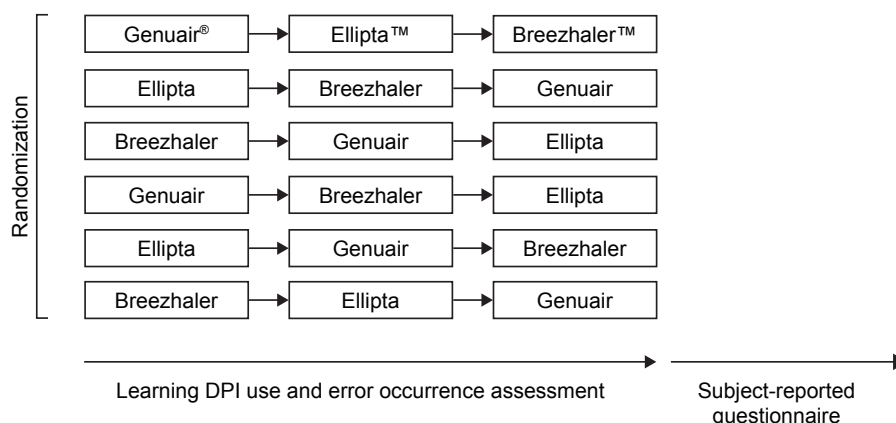 Randomization
Genuair® Ellipta™ Breezhaler™
Ellipta Breezhaler Genuair
Breezhaler Genuair Ellipta
Genuair Breezhaler Ellipta
Ellipta Genuair Breezhaler
Breezhaler Ellipta Genuair
Learning DPI use and error occurrence assessment
Subject-reported
questionnaire